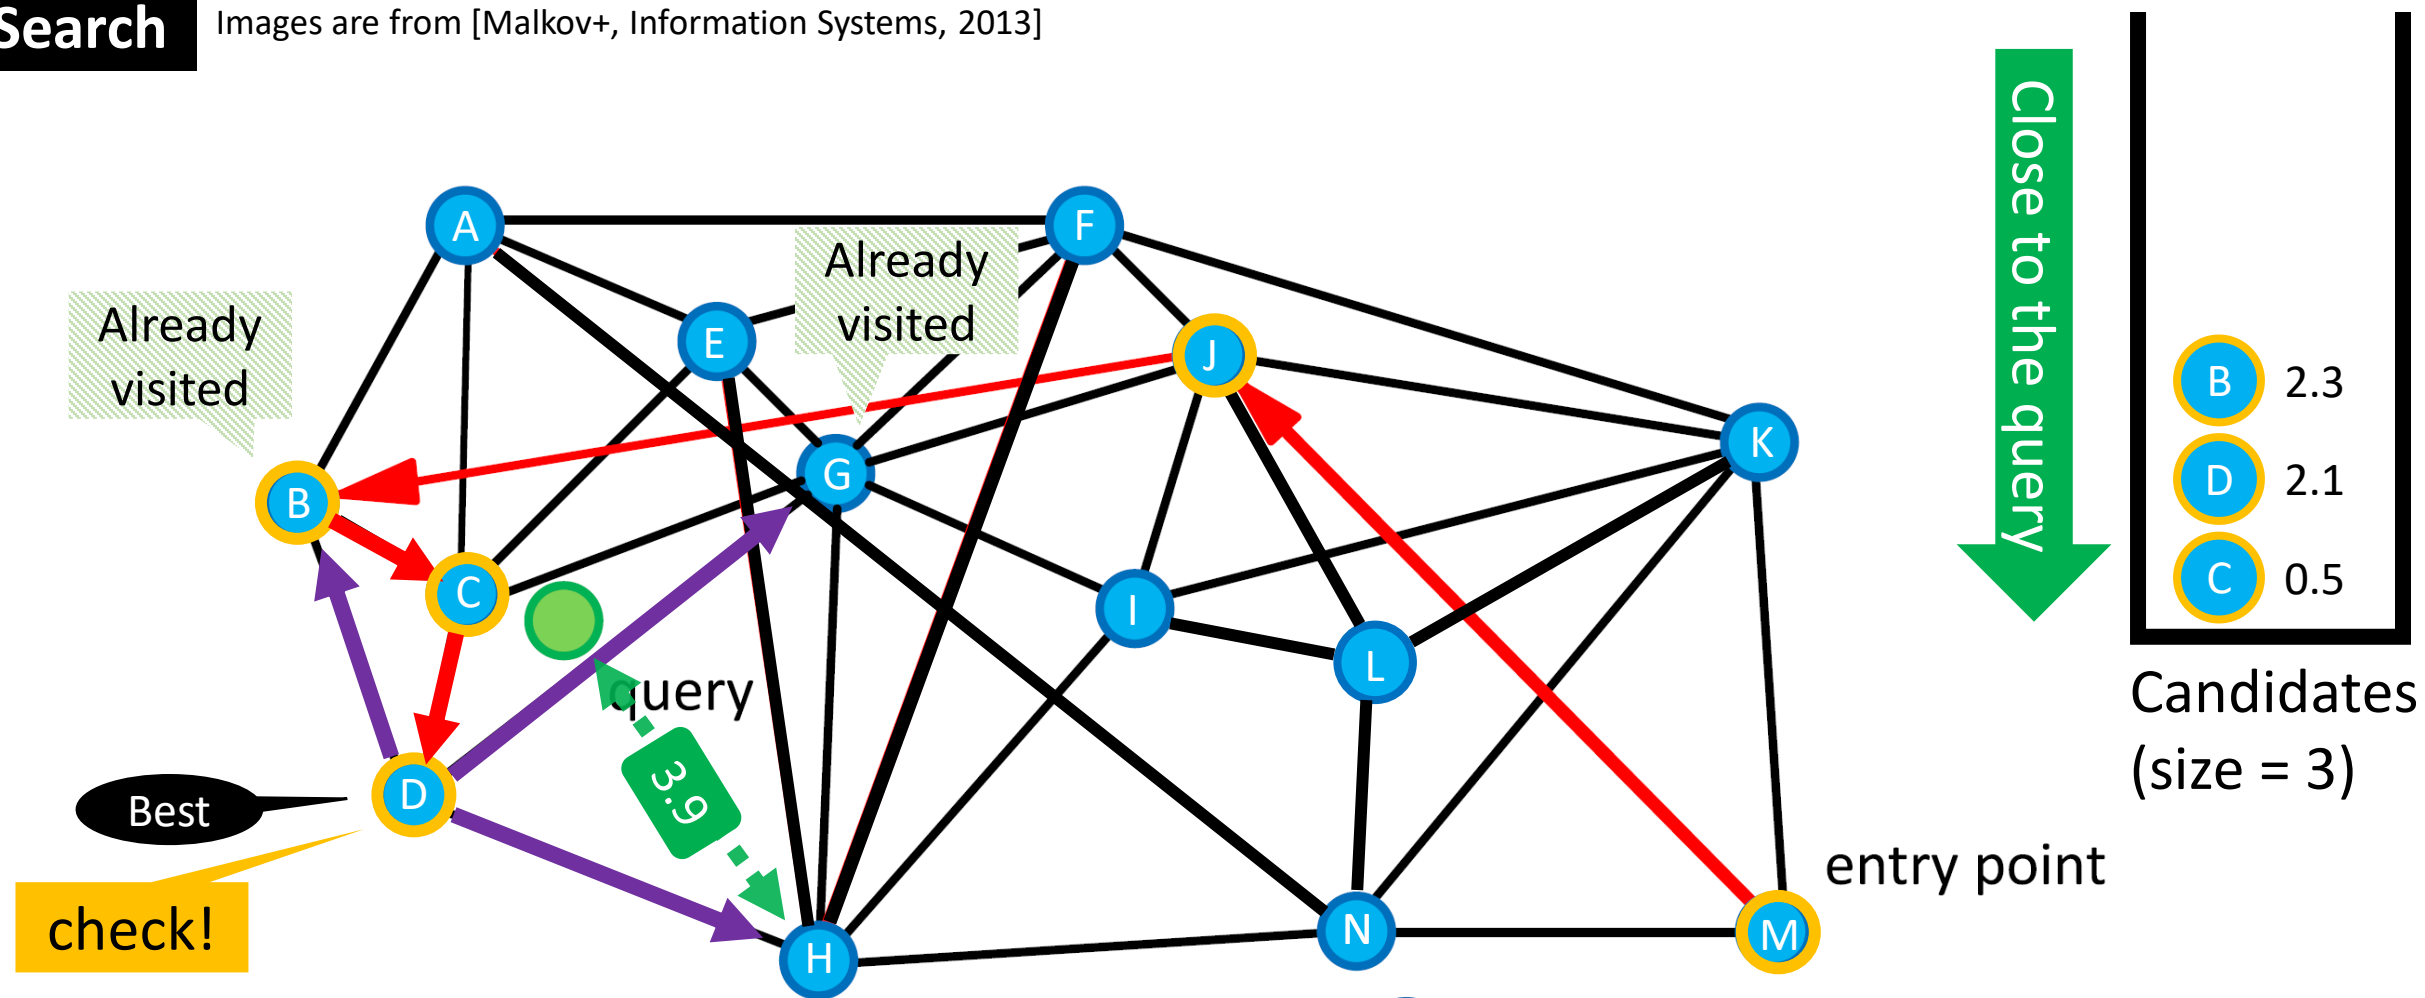 Search
Images are from [Malkov+, Information Systems, 2013]
Close to the query
A
F
Already
visited
Already
visited
E
J
B 2.3
K
G
D 2.1
B
C 0.5
C
I
L
query
Candidates
(size = 3)
3.9
D
Best
entry point
check!
H
N
M